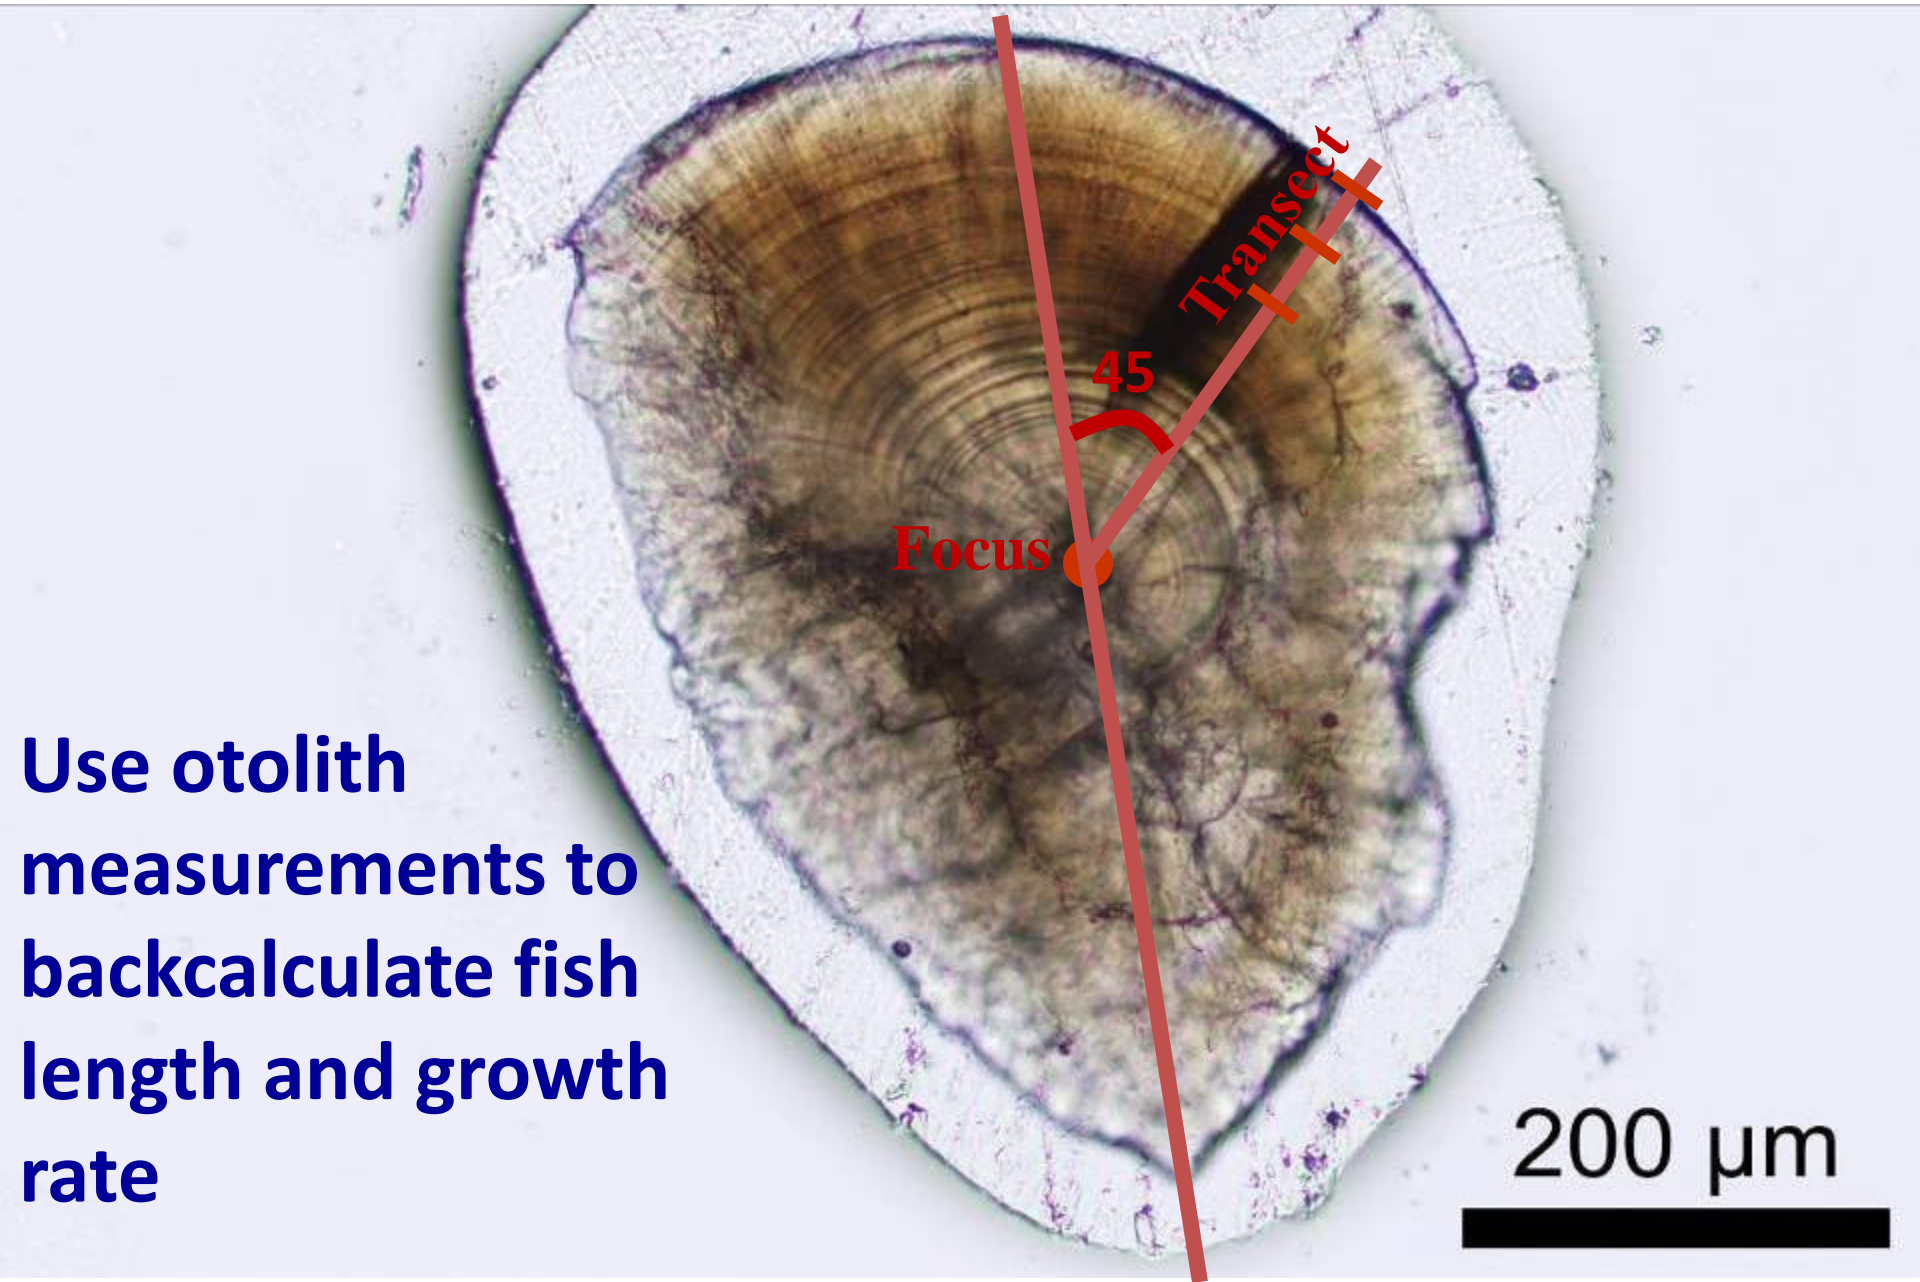 Transect
45
Focus
Use otolith
measurements to
backcalculate fish
length and growth
rate
200 µm